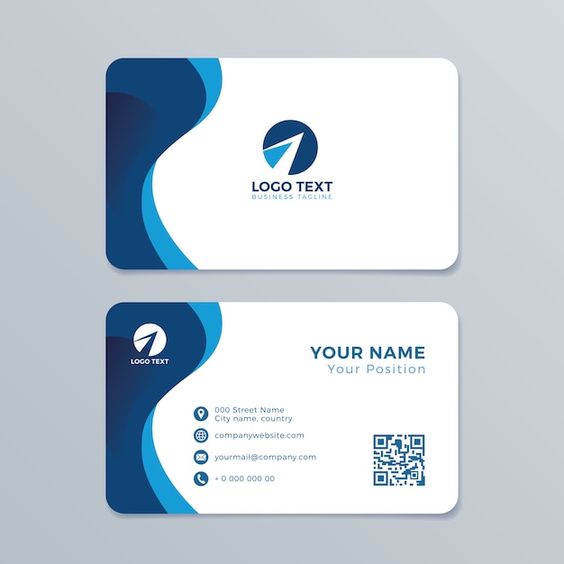 LOGO TEXT
BUSINESS TAGLINE
LOGO TEXT
YOUR NAME
Your Position
000 Street Name
City name, country
companywebsite.com
yourmail@company.com
+ 0 000 000 00